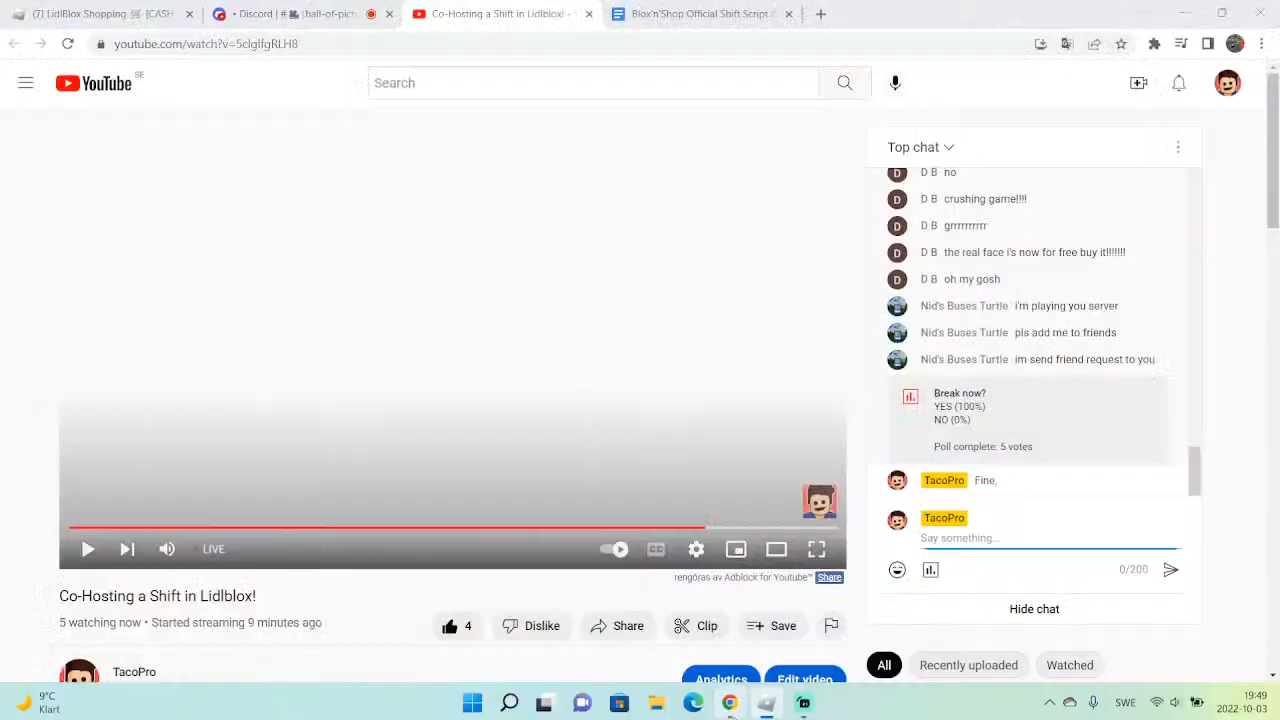 (7) LidlBlox Shopping 🛒 [CASH
• Discord | #
hall-of-pict
Co-Hosting a Shift in Lidlblox! -
Blox'n'Shop Official Shift Script
youtube.com/watch?v=5clgIfgRLH8
YouTube SE
Search
Top chat
D B no
D B crushing game!!!!
D B grrrrrrrrrr
D B the real face i's now for free buy it!!!!!!!
D B oh my gosh
Nid's Buses Turtle i'm playing you server
Nid's Buses Turtle pls add me to friends
Nid's Buses Turtle im send friend request to you
Break now?
YES (100%)
NO (0%)
Poll complete: 5 votes
TacoPro Fine,
TacoPro
Say something...
0/200
Hide chat
LIVE
CC
rengöras av Adblock for Youtube™ Share
Co-Hosting a Shift in Lidlblox!
5 watching now • Started streaming 9 minutes ago
4 Dislike Share Clip Save
TacoPro
Analytics Edit video
All Recently uploaded Watched
9°C
Klart
SWE
19:49
2022-10-03